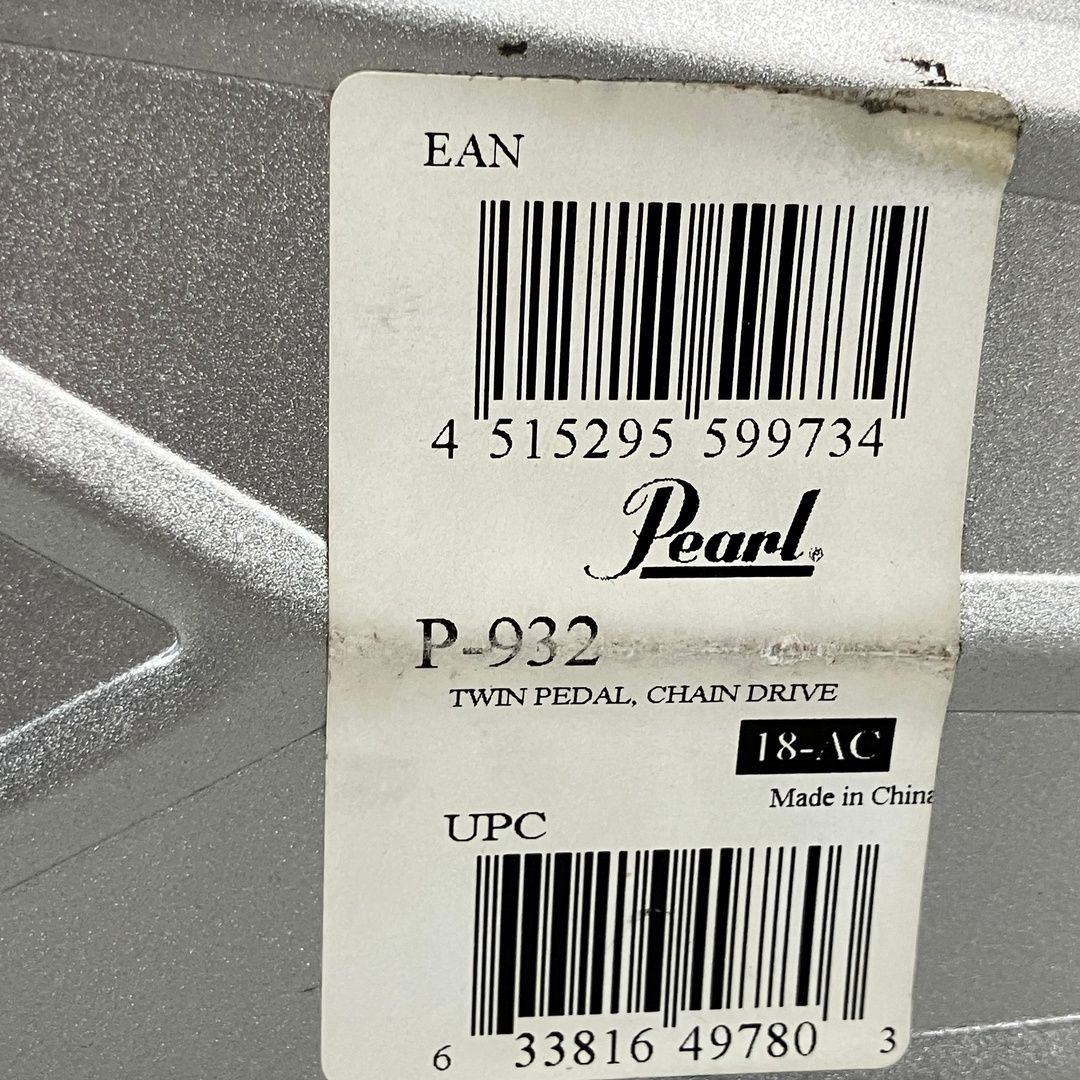 EAN
4 515295 599734
Pearl®
P-932
TWIN PEDAL, CHAIN DRIVE
18-AC
Made in China
UPC
6 33816 49780 3